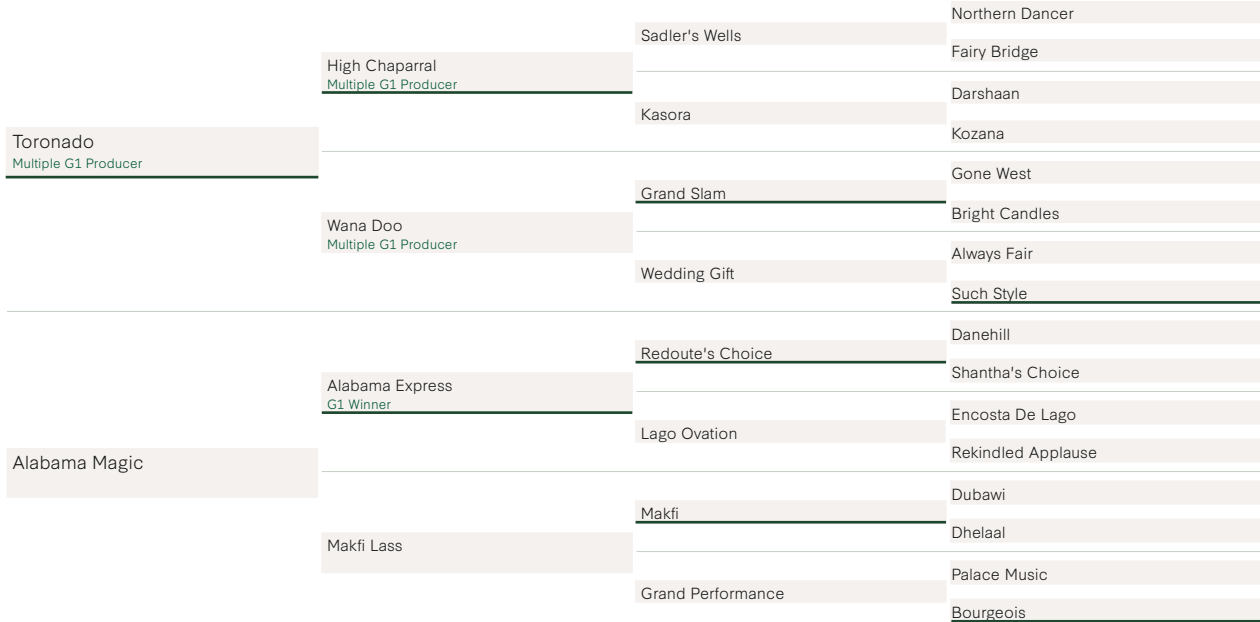 Toronado
Multiple G1 Producer
High Chaparral
Multiple G1 Producer
Sadler's Wells
Northern Dancer
Fairy Bridge
Kasora
Darshaan
Kozana
Wana Doo
Multiple G1 Producer
Grand Slam
Gone West
Bright Candles
Wedding Gift
Always Fair
Such Style
Alabama Magic
Alabama Express
G1 Winner
Redoute's Choice
Danehill
Shantha's Choice
Lago Ovation
Encosta De Lago
Rekindled Applause
Makfi Lass
Makfi
Dubawi
Dhelaal
Grand Performance
Palace Music
Bourgeois